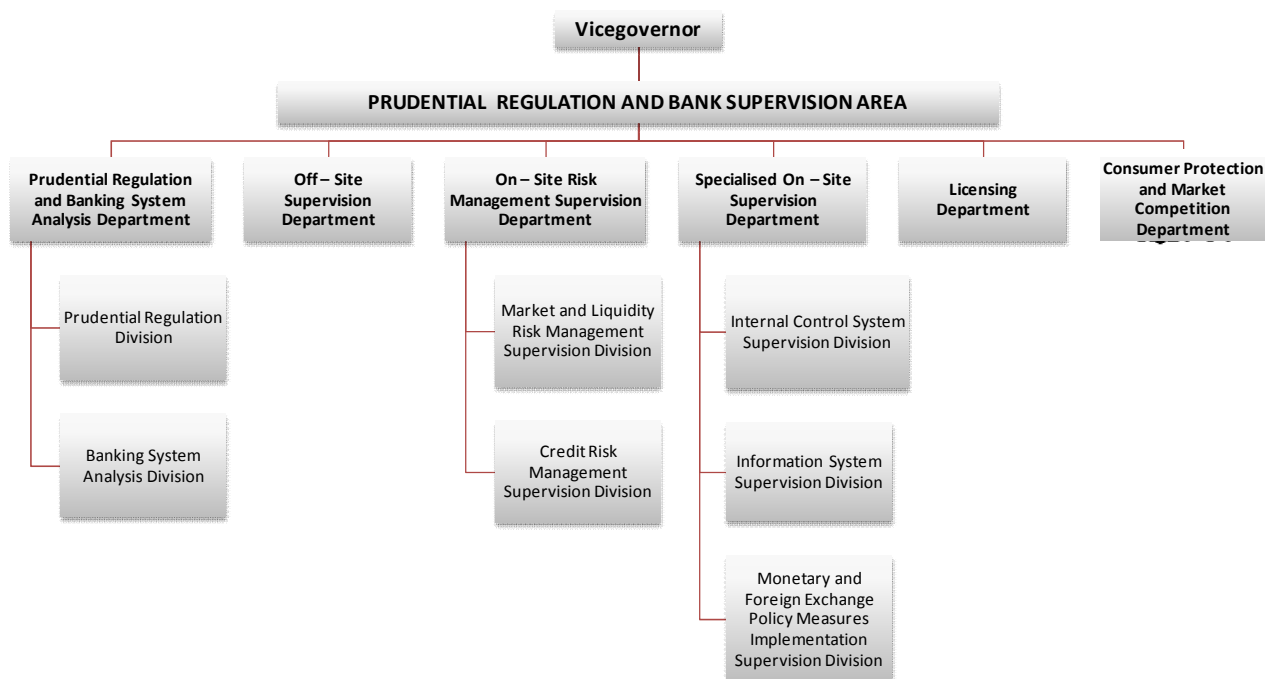 Vicegovernor
PRUDENTIAL REGULATION AND BANK SUPERVISION AREA
Prudential Regulation
and Banking System
Analysis Department
Off – Site
Supervision
Department
On – Site Risk
Management Supervision
Department
Specialised On – Site
Supervision
Department
Licensing
Department
Consumer Protection
and Market
Competition
Department
Prudential Regulation
Division
Banking System
Analysis Division
Market and Liquidity
Risk Management
Supervision Division
Credit Risk
Management
Supervision Division
Internal Control System
Supervision Division
Information System
Supervision Division
Monetary and
Foreign Exchange
Policy Measures
Implementation
Supervision Division